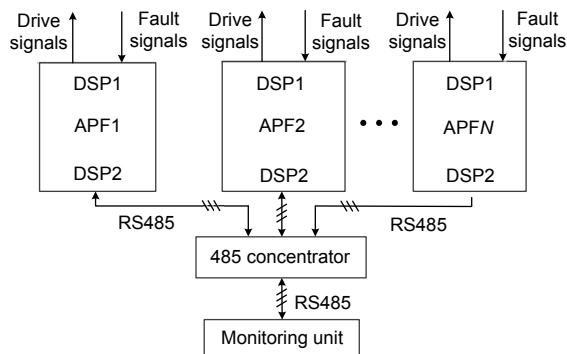 Drive signals
Fault signals
Drive signals
Fault signals
Drive signals
Fault signals
DSP1
APF1
DSP2
DSP1
APF2
DSP2
DSP1
APFN
DSP2
RS485
RS485
485 concentrator
RS485
Monitoring unit